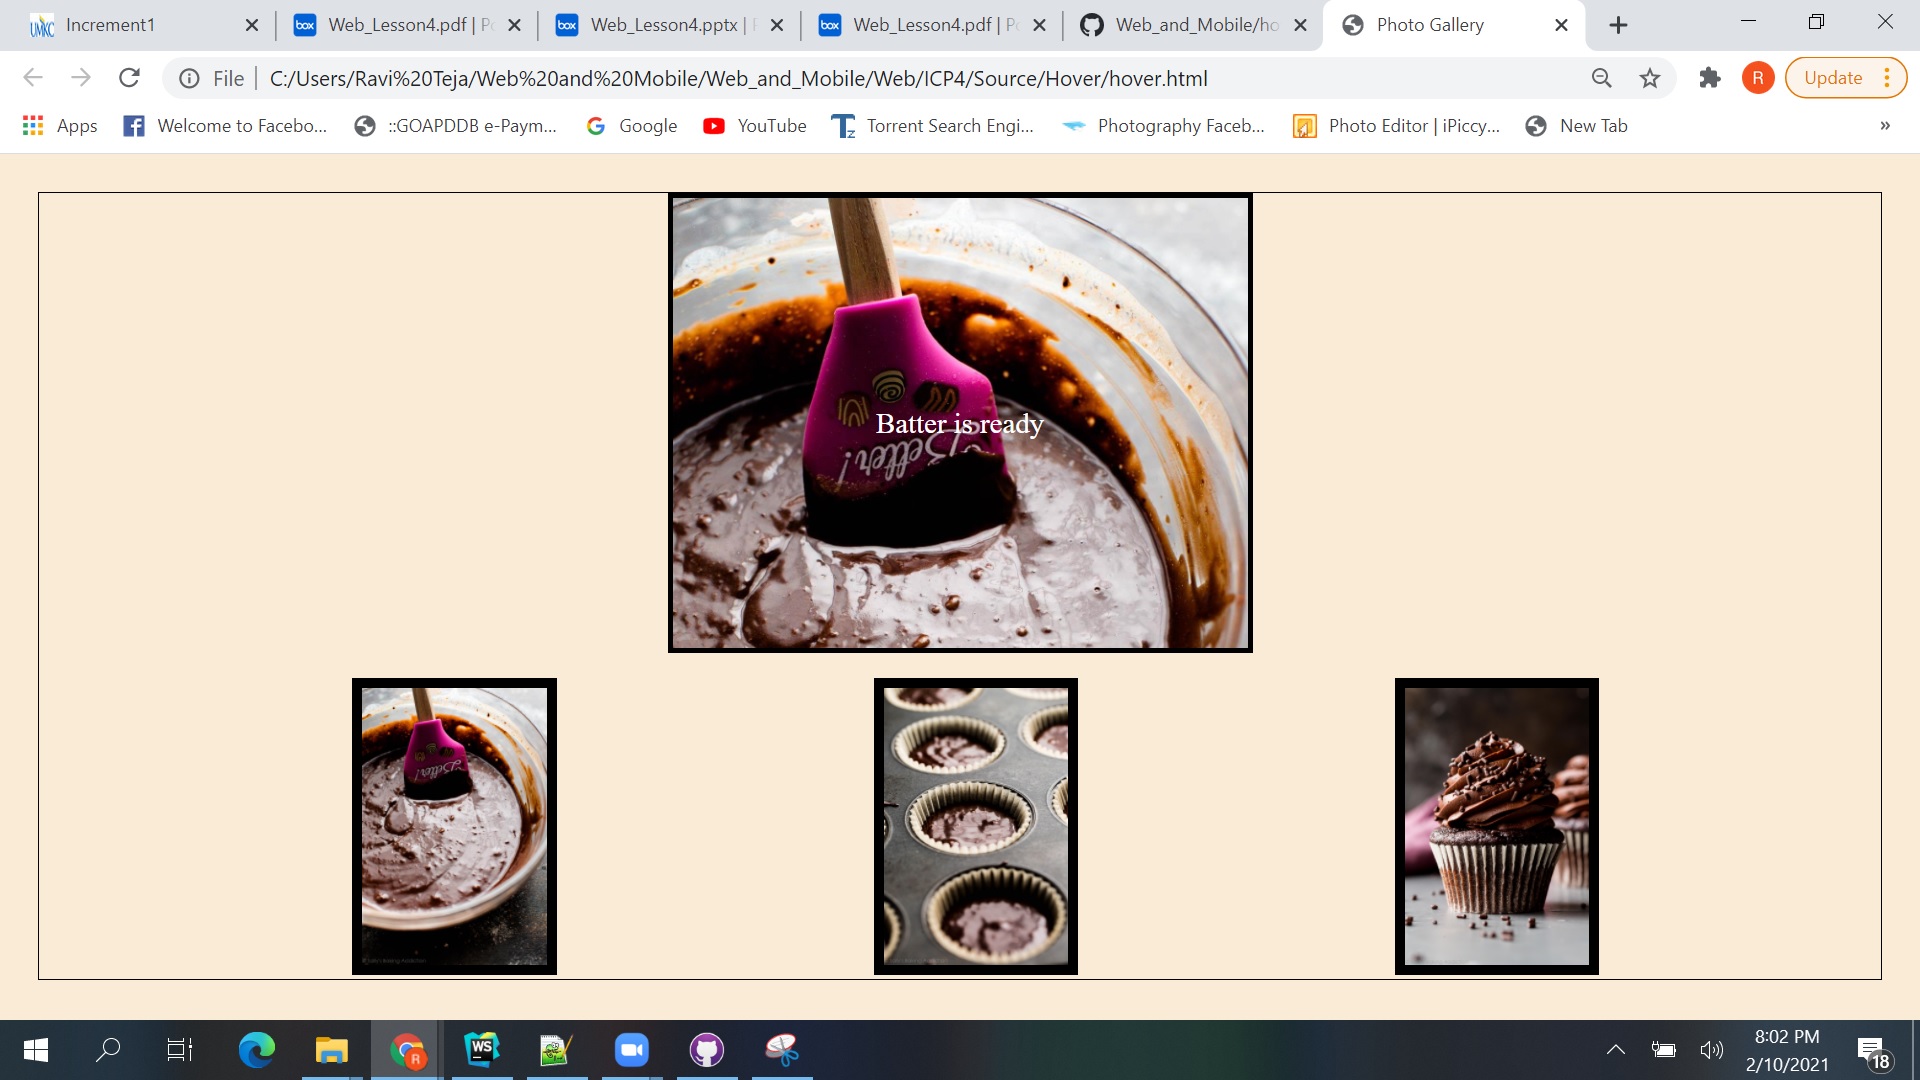 Increment1
Web_Lesson4.pdf | P
Web_Lesson4.pptx |
Web_Lesson4.pdf | P
Web_and_Mobile/ho
Photo Gallery
File
C:/Users/Ravi%20Teja/Web%20and%20Mobile/Web_and_Mobile/Web/ICP4/Source/Hover/hover.html
R
Update
Apps
Welcome to Facebo...
::GOAPDDB e-Paym...
Google
YouTube
Torrent Search Engi...
Photography Faceb...
Photo Editor | iPiccy...
New Tab
»
Batter is ready
Better!
Better!
WS
R
8:02 PM
2/10/2021
18